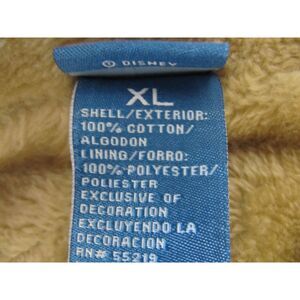 © DISNEY
XL
SHELL/EXTERIOR:
100% COTTON/
ALGODON
LINING/FORRO:
100% POLYESTER/
POLIESTER
EXCLUSIVE OF
DECORATION
EXCLUYENDO LA
DECORACION
RN# 55219